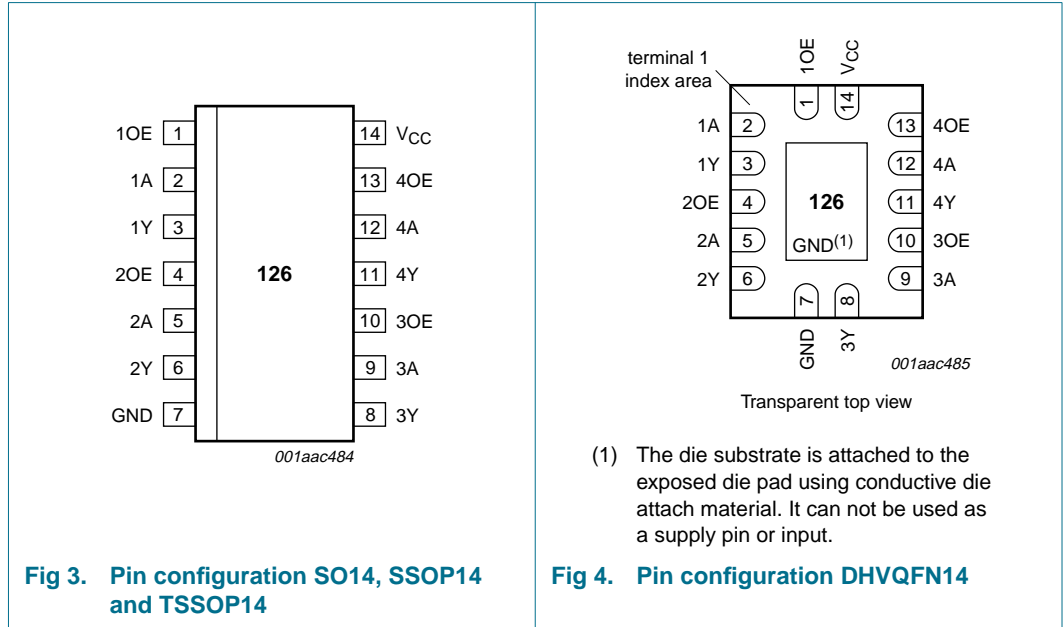 1OE 1 14 VCC
1A 2 13 4OE
1Y 3 12 4A
2OE 4 126 11 4Y
2A 5 10 3OE
2Y 6 9 3A
GND 7 8 3Y
001aac484
Fig 3. Pin configuration SO14, SSOP14
and TSSOP14
terminal 1
index area
1OE VCC
1 14
1A 2 13 4OE
1Y 3 12 4A
2OE 4 126 11 4Y
2A 5 GND(1) 10 3OE
2Y 6 9 3A
7 8
GND 3Y
001aac485
Transparent top view
(1) The die substrate is attached to the
exposed die pad using conductive die
attach material. It can not be used as
a supply pin or input.
Fig 4. Pin configuration DHVQFN14